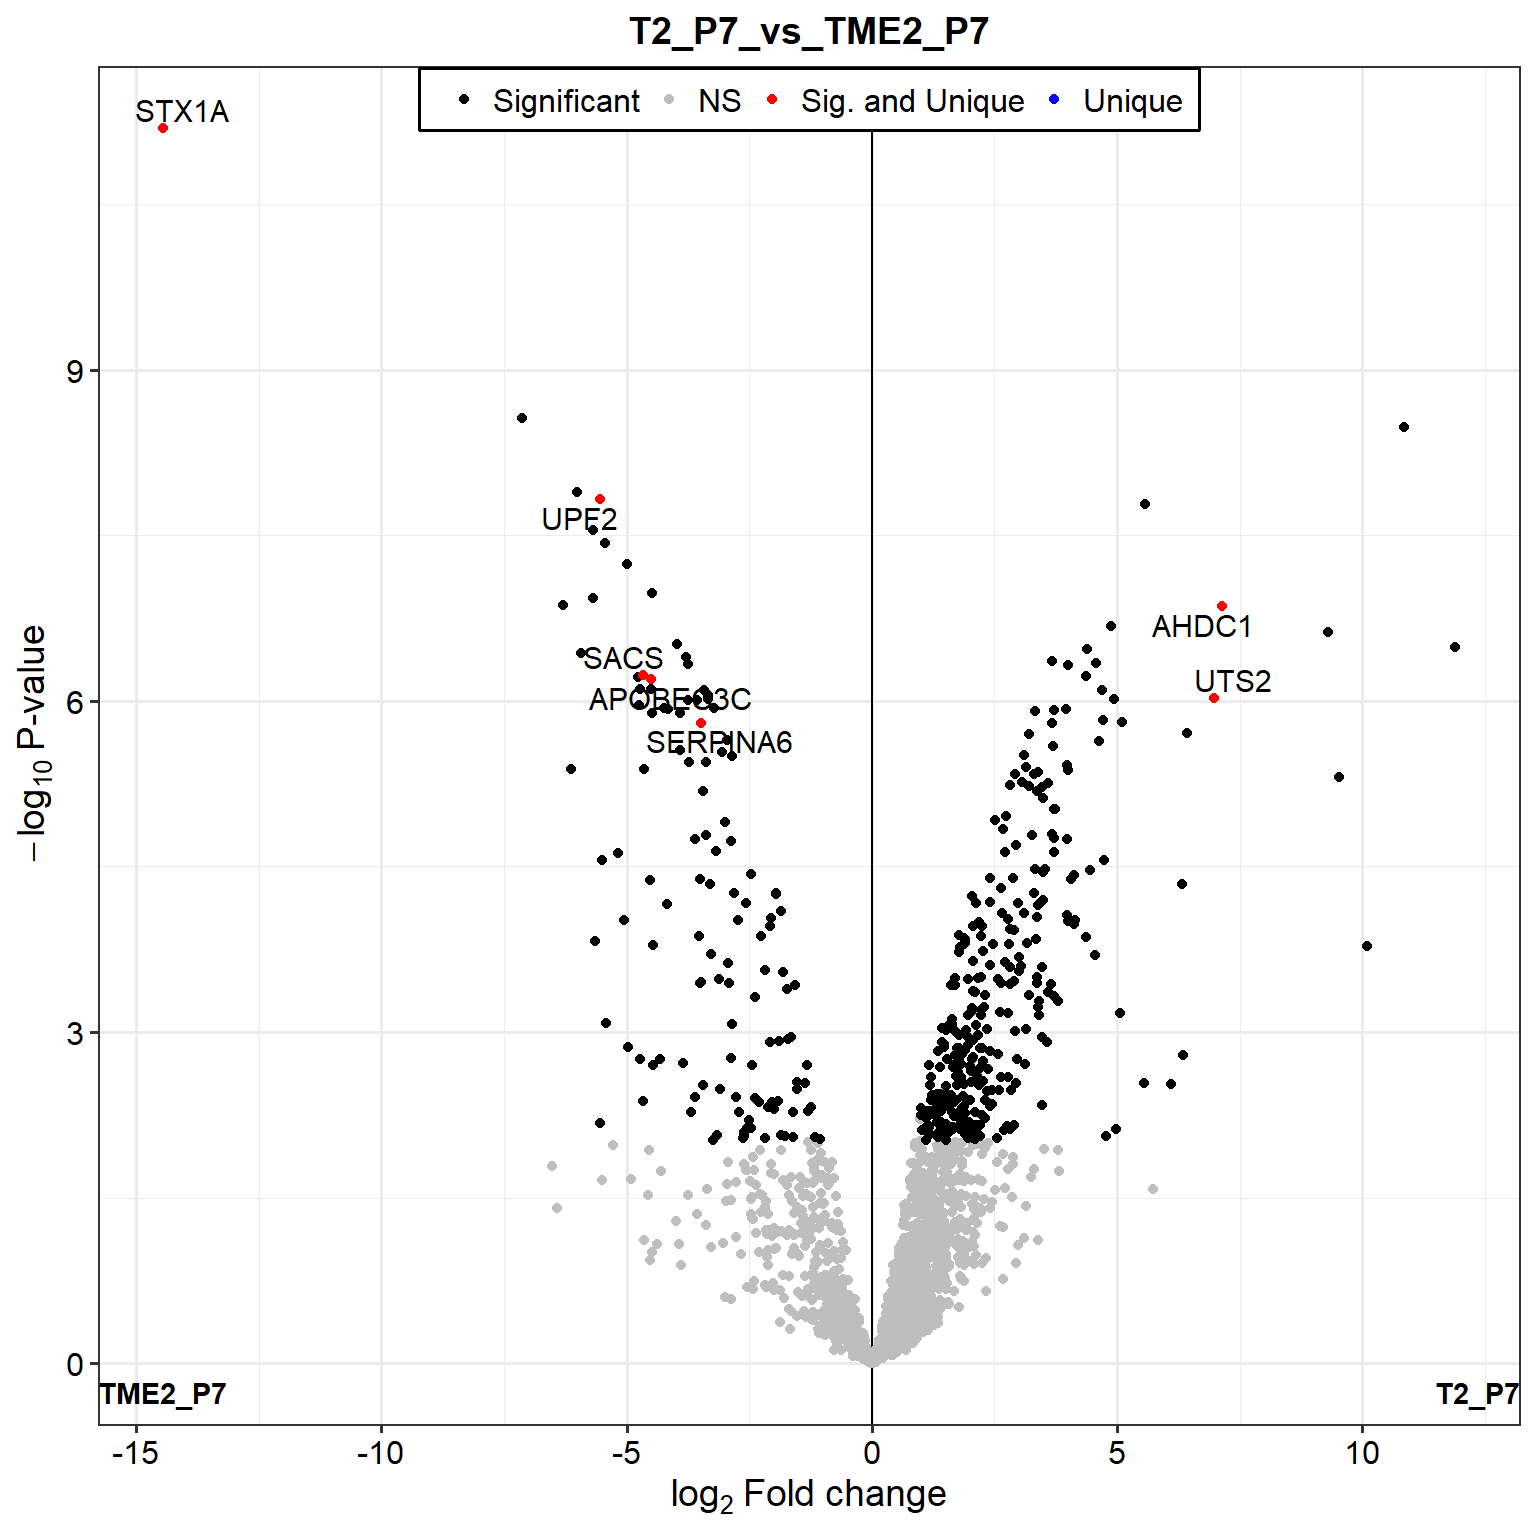 T2_P7_vs_TME2_P7
Significant NS Sig. and Unique Unique
STX1A
UPF2
AHDC1
SACS
UTS2
APOBEC3C
SERPINA6
TME2_P7
T2_P7
9
6
3
0
−log10 P-value
-15 -10 -5 0 5 10
log2 Fold change